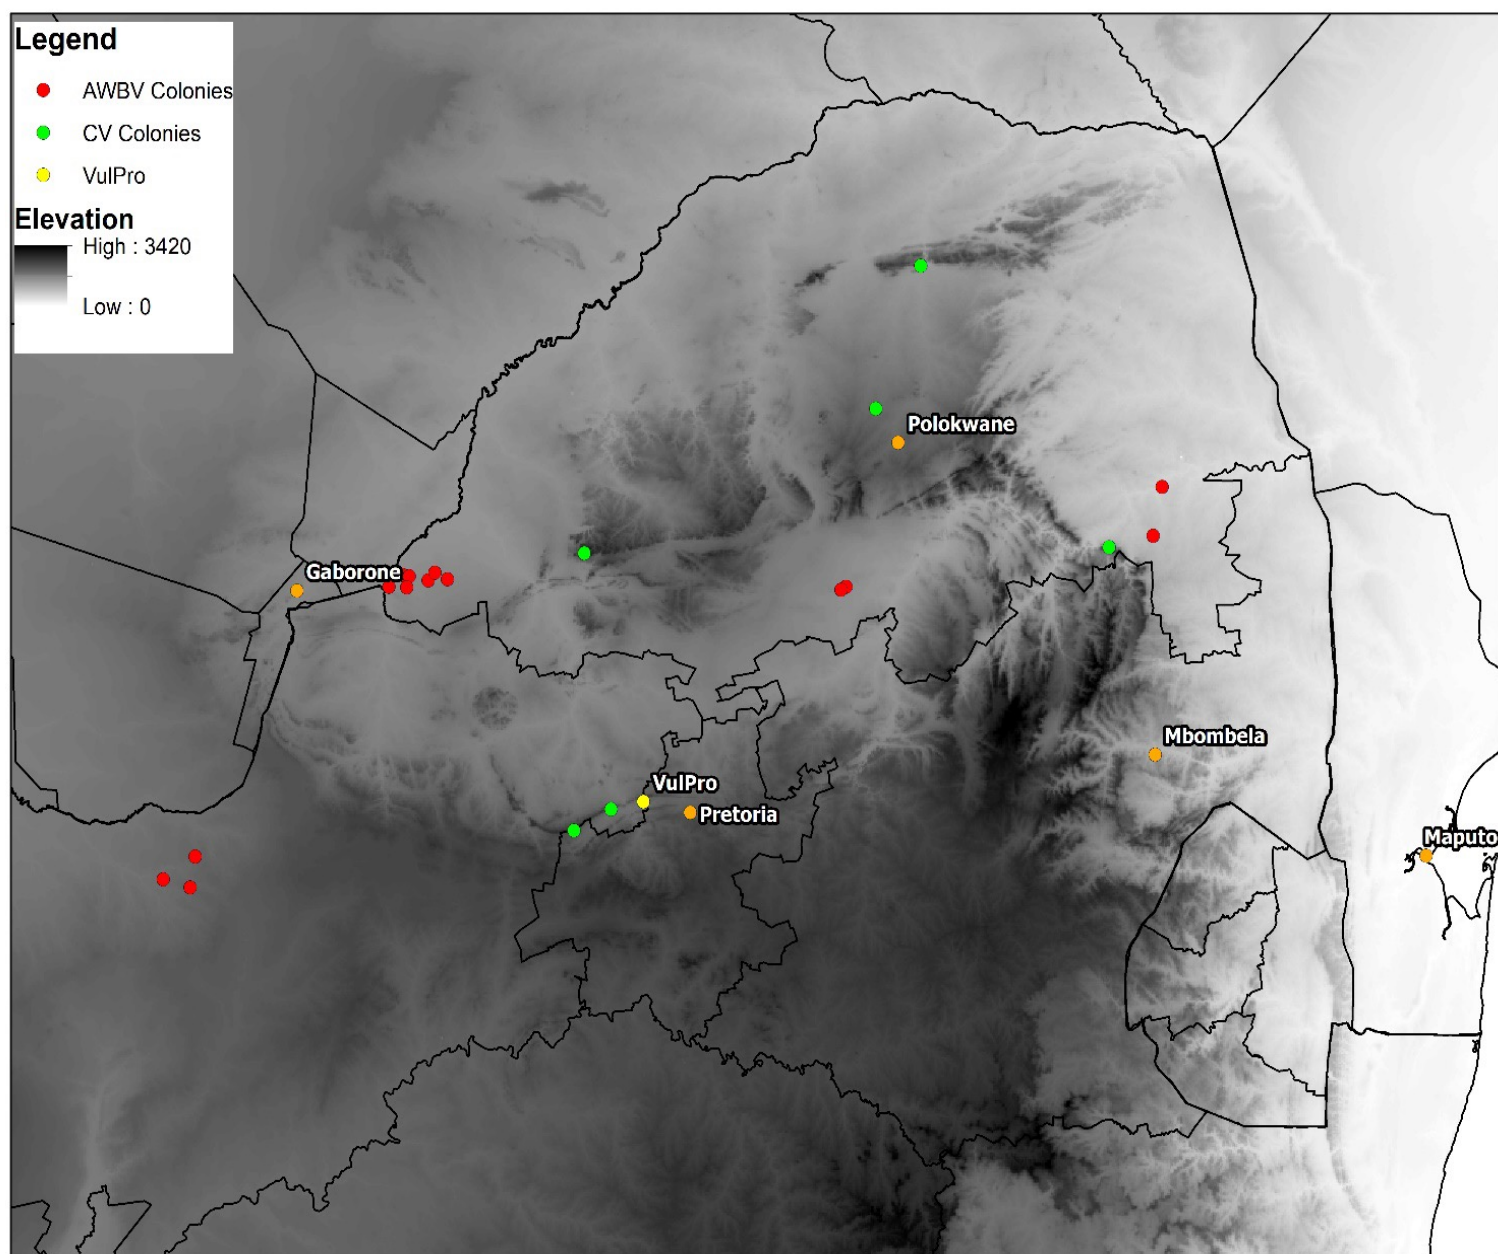 Legend
AWBV Colonies
CV Colonies
VulPro
Elevation
High : 3420
Low : 0
Polokwane
Gaborone
Mbombela
VulPro
Pretoria
Maputo